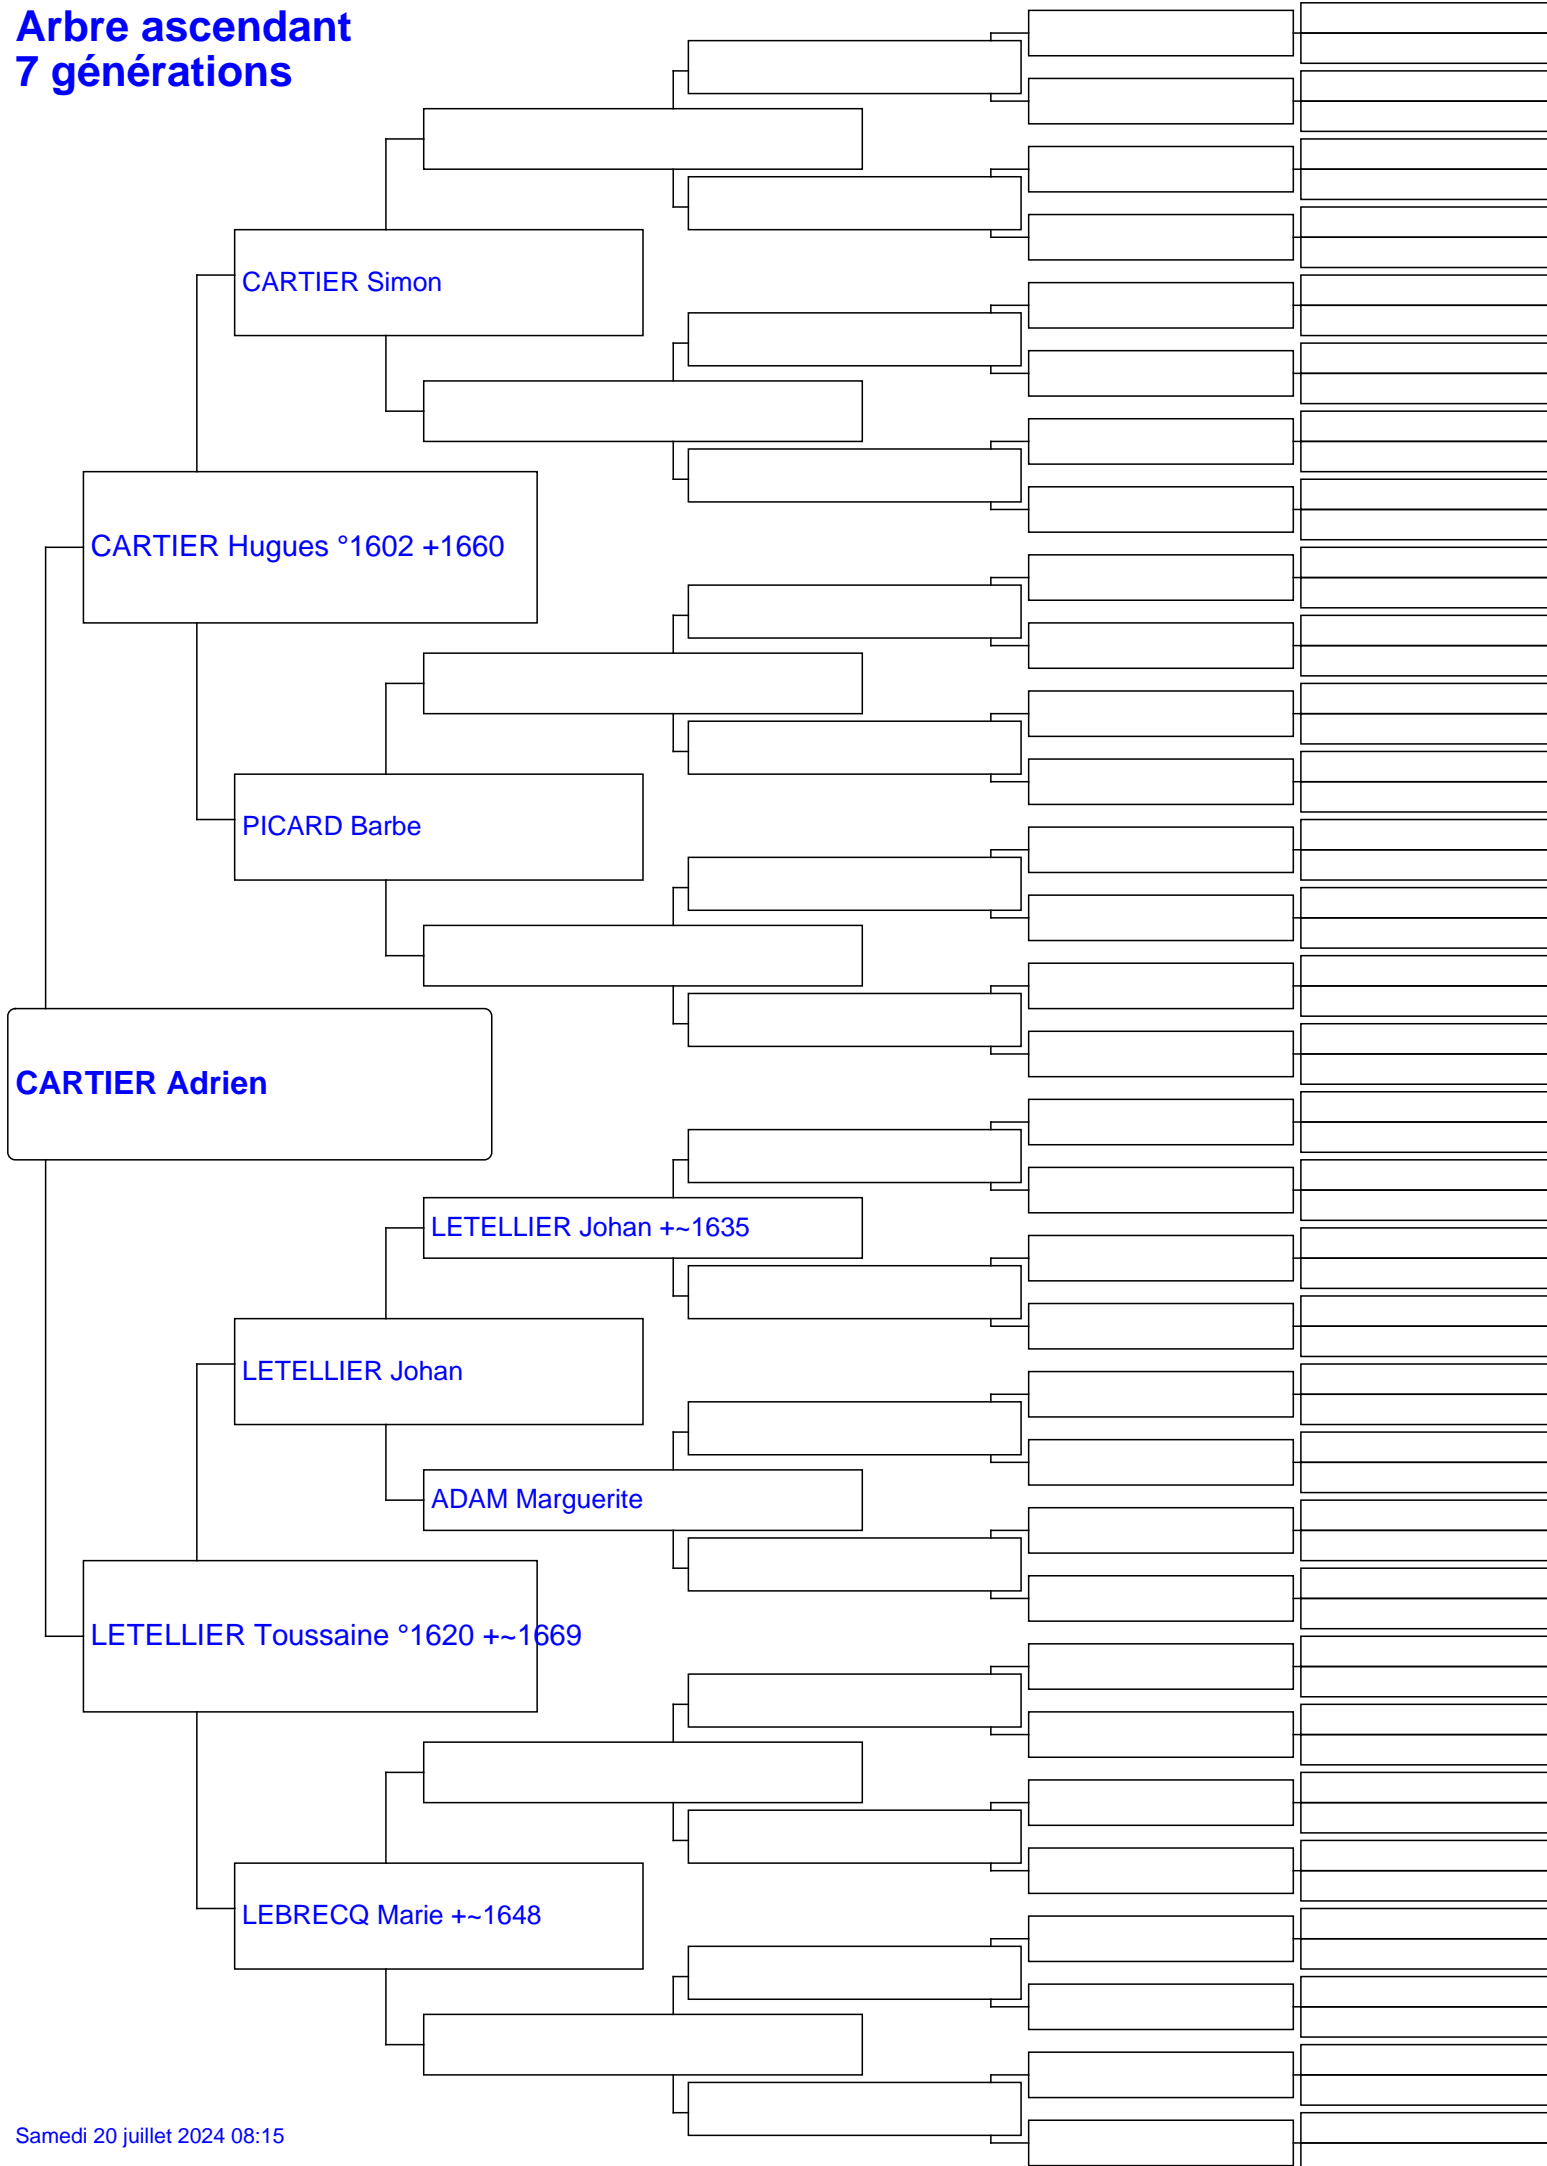 Arbre ascendant
7 générations
CARTIER Simon
CARTIER Hugues °1602 +1660
PICARD Barbe
CARTIER Adrien
LETELLIER Johan +~1635
LETELLIER Johan
ADAM Marguerite
LETELLIER Toussaine °1620 +~1669
LEBRECQ Marie +~1648
Samedi 20 juillet 2024 08:15